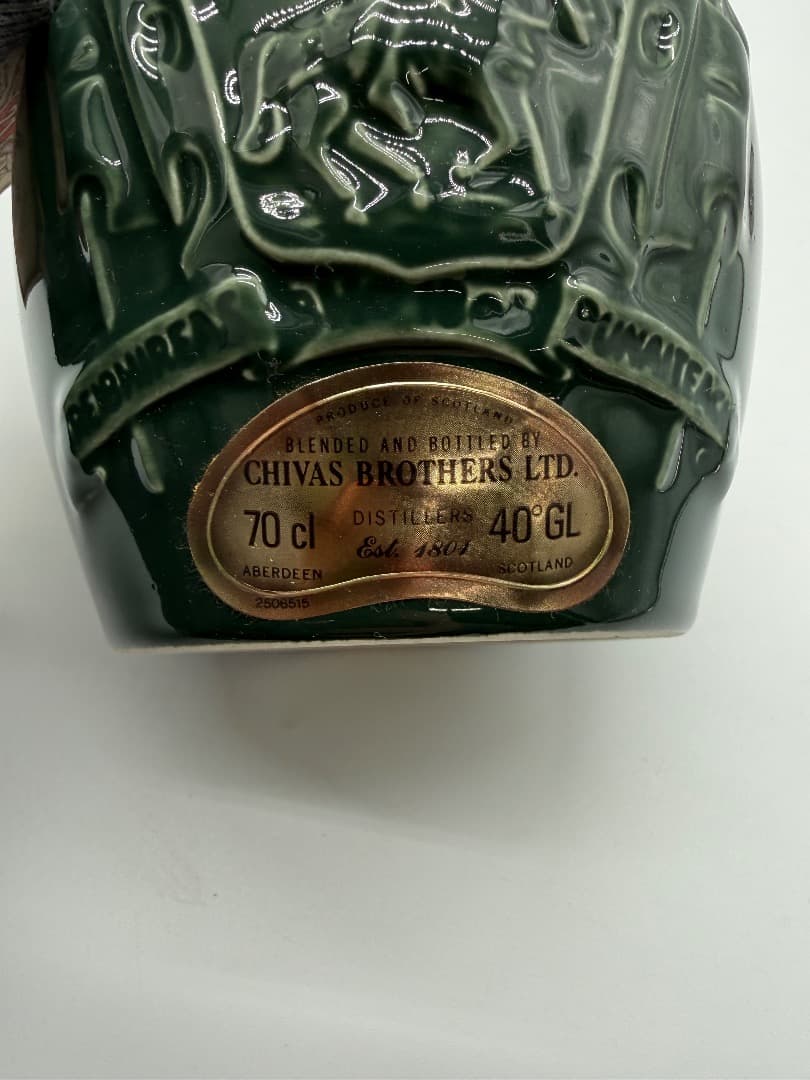 PRODUCE OF SCOTLAND
BLENDED AND BOTTLED BY
CHIVAS BROTHERS LTD.
70 cl DISTILLERS 40°GL
Est. 1801
ABERDEEN SCOTLAND
2506515